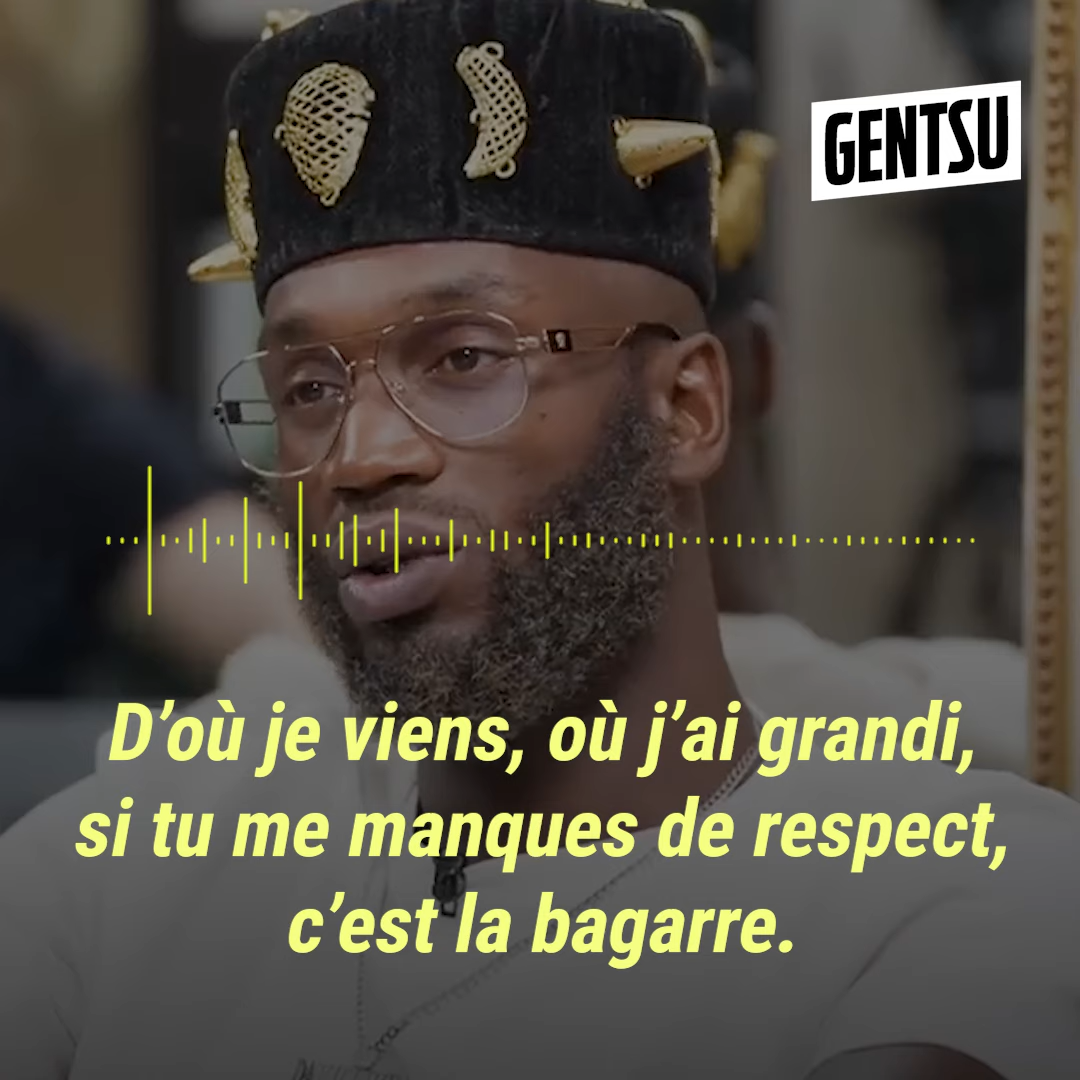 GENTSU
D’où je viens, où j’ai grandi,
si tu me manques de respect,
c’est la bagarre.